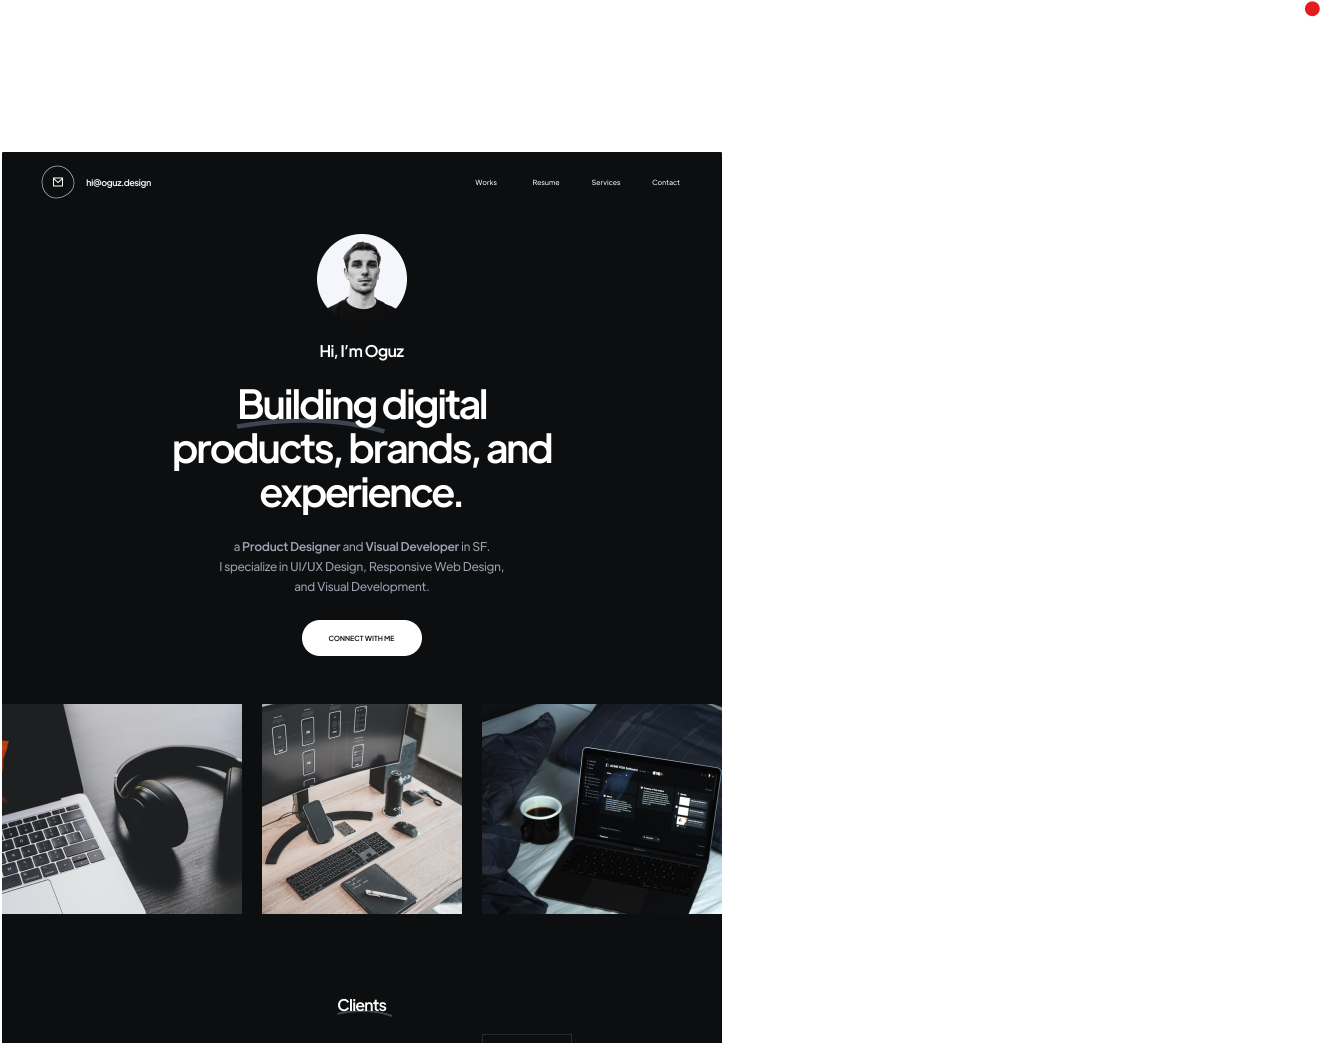 hi@oguz.design
Works Resume Services Contact
Hi, I’m Oguz
Building digital
products, brands, and
experience.
a Product Designer and Visual Developer in SF.
I specialize in UI/UX Design, Responsive Web Design,
and Visual Development.
CONNECT WITH ME
Clients